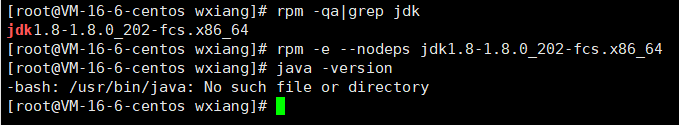 [root@VM-16-6-centos wxiang]# rpm -qa|grep jdk
jdk1.8-1.8.0_202-fcs.x86_64
[root@VM-16-6-centos wxiang]# rpm -e --nodeps jdk1.8-1.8.0_202-fcs.x86_64
[root@VM-16-6-centos wxiang]# java -version
-bash: /usr/bin/java: No such file or directory
[root@VM-16-6-centos wxiang]#